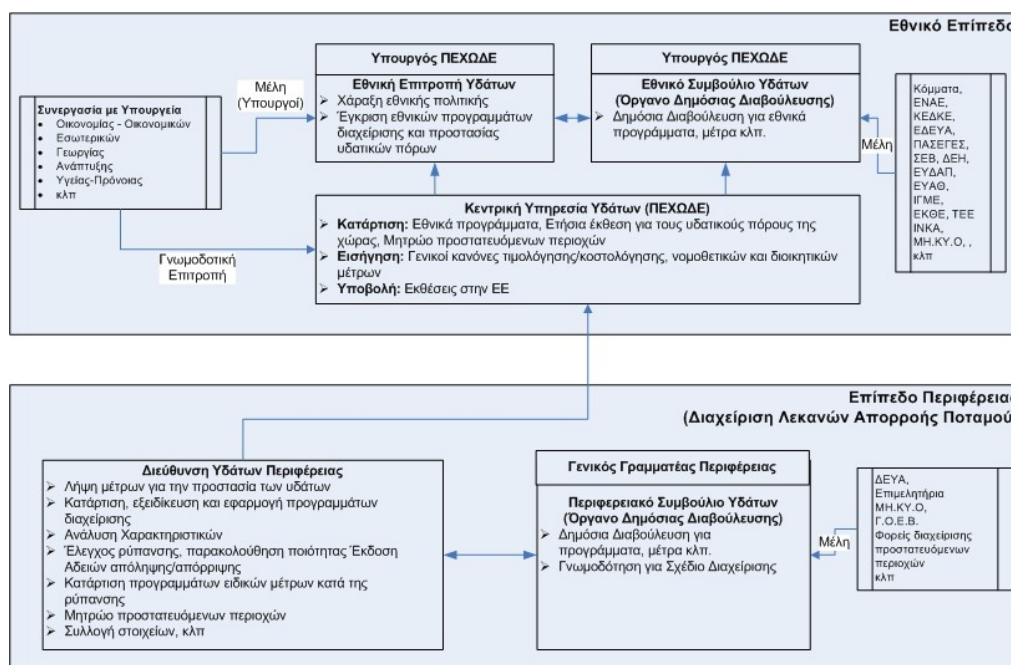 Εθνικό Επίπεδο
Υπουργός ΠΕΧΩΔΕ
Εθνική Επιτροπή Υδάτων
➢ Χάραξη εθνικής πολιτικής
➢ Έγκριση εθνικών προγραμμάτων
διαχείρισης και προστασίας
υδατικών πόρων
Υπουργός ΠΕΧΩΔΕ
Εθνικό Συμβούλιο Υδάτων
(Όργανο Δημόσιας Διαβούλευσης)
➢ Δημόσια Διαβούλευση για εθνικά
προγράμματα, μέτρα κλπ.
Μέλη
(Υπουργοί)
Συνεργασία με Υπουργεία
• Οικονομίας - Οικονομικών
• Εσωτερικών
• Γεωργίας
• Ανάπτυξης
• Υγείας-Πρόνοιας
• κλπ
Μέλη
Κόμματα,
ΕΝΑΕ,
ΚΕΔΚΕ,
ΕΔΕΥΑ,
ΠΑΣΕΓΕΣ,
ΣΕΒ, ΔΕΗ,
ΕΥΔΑΠ,
ΕΥΑΘ,
ΙΓΜΕ,
ΕΚΘΕ, ΤΕΕ
ΙΝΚΑ,
ΜΗ.ΚΥ.Ο, ,
κλπ
Γνωμοδοτική
Επιτροπή
Κεντρική Υπηρεσία Υδάτων (ΠΕΧΩΔΕ)
➢ Κατάρτιση: Εθνικά προγράμματα, Ετήσια έκθεση για τους υδατικούς πόρους της
χώρας, Μητρώο προστατευόμενων περιοχών
➢ Εισήγηση: Γενικοί κανόνες τιμολόγησης/κοστολόγησης, νομοθετικών και διοικητικών
μέτρων
➢ Υποβολή: Εκθέσεις στην ΕΕ
Επίπεδο Περιφέρειας
(Διαχείριση Λεκανών Απορροής Ποταμού
Διεύθυνση Υδάτων Περιφέρειας
➢ Λήψη μέτρων για την προστασία των υδάτων
➢ Κατάρτιση, εξειδίκευση και εφαρμογή προγραμμάτων
διαχείρισης
➢ Ανάλυση Χαρακτηριστικών
➢ Έλεγχος ρύπανσης, παρακολούθηση ποιότητας Έκδοση
Αδειών απόληψης/απόρριψης
➢ Κατάρτιση προγραμμάτων ειδικών μέτρων κατά της
ρύπανσης
➢ Μητρώο προστατευόμενων περιοχών
➢ Συλλογή στοιχείων, κλπ
Γενικός Γραμματέας Περιφέρειας
Περιφερειακό Συμβούλιο Υδάτων
(Όργανο Δημόσιας Διαβούλευσης)
➢ Δημόσια Διαβούλευση για
προγράμματα, μέτρα κλπ.
➢ Γνωμοδότηση για Σχέδιο Διαχείρισης
Μέλη
ΔΕΥΑ,
Επιμελητήρια
ΜΗ.ΚΥ.Ο,
Γ.Ο.Ε.Β.
Φορείς διαχείρισης
προστατευόμενων
περιοχών
κλπ